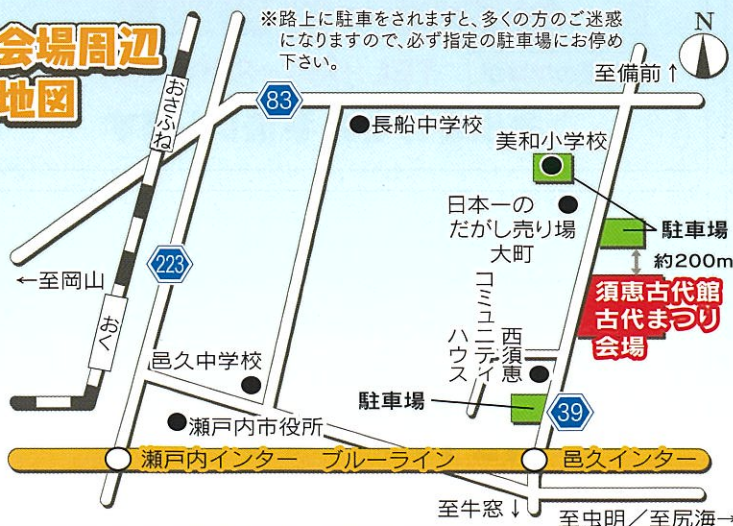 会場周辺
地図
※路上に駐車をされますと、多くの方のご迷惑
になりますので、必ず指定の駐車場にお停め
下さい。
N
至備前↑
おさふね
83
長船中学校
美和小学校
日本一の
だがし売り場
大町
駐車場
約200m
←至岡山
223
須恵古代館
古代まつり
会場
おく
西須恵
コミュニティ
ハウス
邑久中学校
駐車場
39
瀬戸内市役所
瀬戸内インター
ブルーライン
邑久インター
至牛窓↓
至虫明／至尻海→